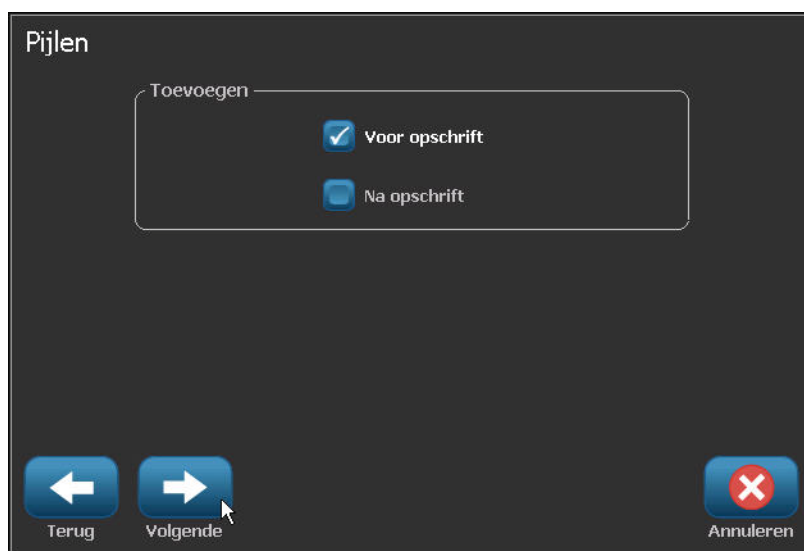 Pijlen
Toevoegen
Voor opschrift
Na opschrift
Terug
Volgende
Annuleren